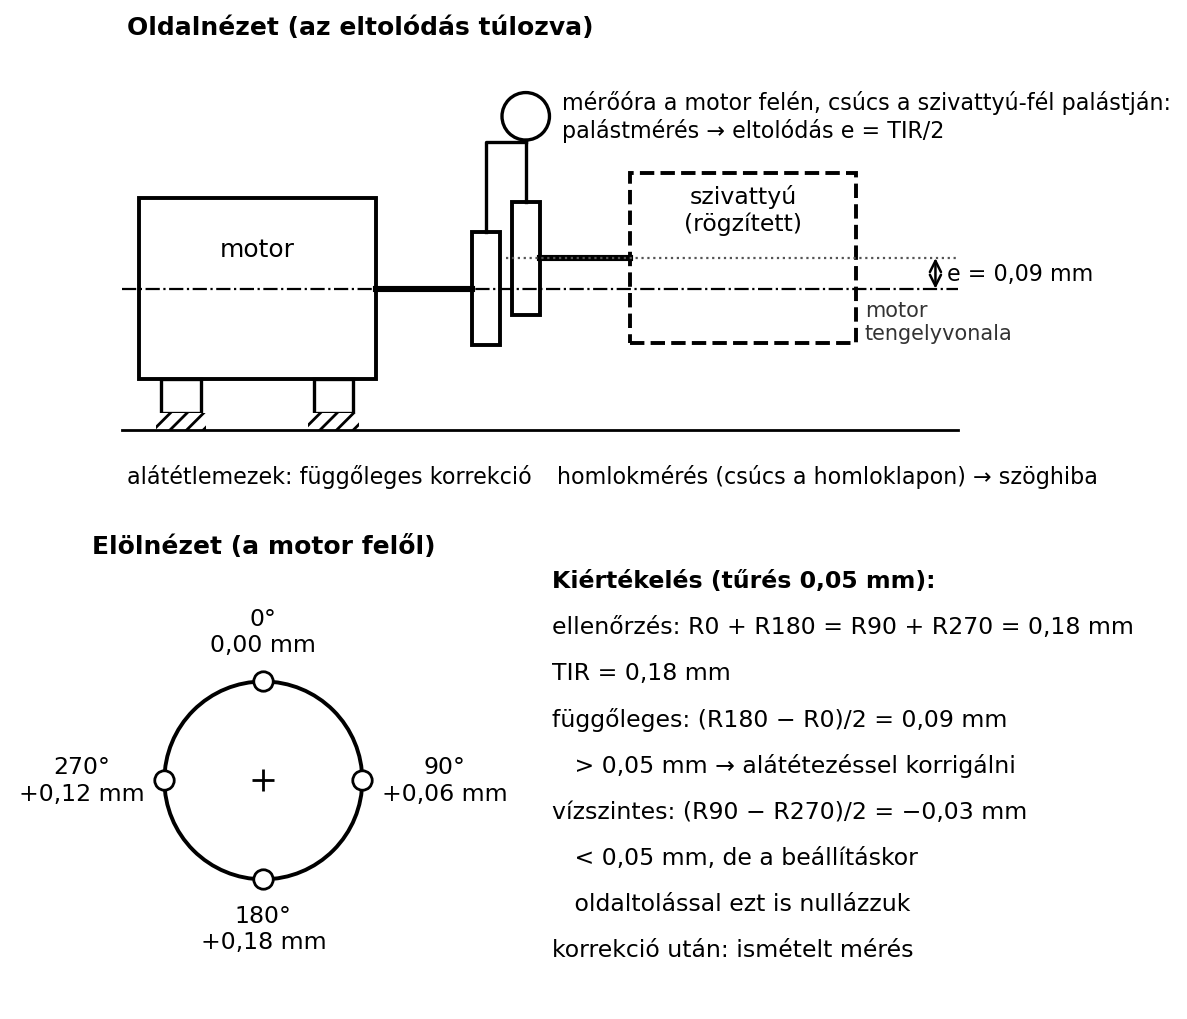 Oldalnézet (az eltolódás túlozva)
mérőóra a motor felén, csúcs a szivattyú-fél palástján:
palástmérés → eltolódás e = TIR/2
szivattyú
(rögzített)
motor
e = 0,09 mm
motor
tengelyvonala
alátétlemezek: függőleges korrekció
homlokmérés (csúcs a homloklapon) → szöghiba
Elölnézet (a motor felől)
0°
0,00 mm
270°
+0,12 mm
90°
+0,06 mm
180°
+0,18 mm
Kiértékelés (tűrés 0,05 mm):
ellenőrzés: R0 + R180 = R90 + R270 = 0,18 mm
TIR = 0,18 mm
függőleges: (R180 − R0)/2 = 0,09 mm
> 0,05 mm → alátétezéssel korrigálni
vízszintes: (R90 − R270)/2 = −0,03 mm
< 0,05 mm, de a beállításkor
oldaltolással ezt is nullázzuk
korrekció után: ismételt mérés